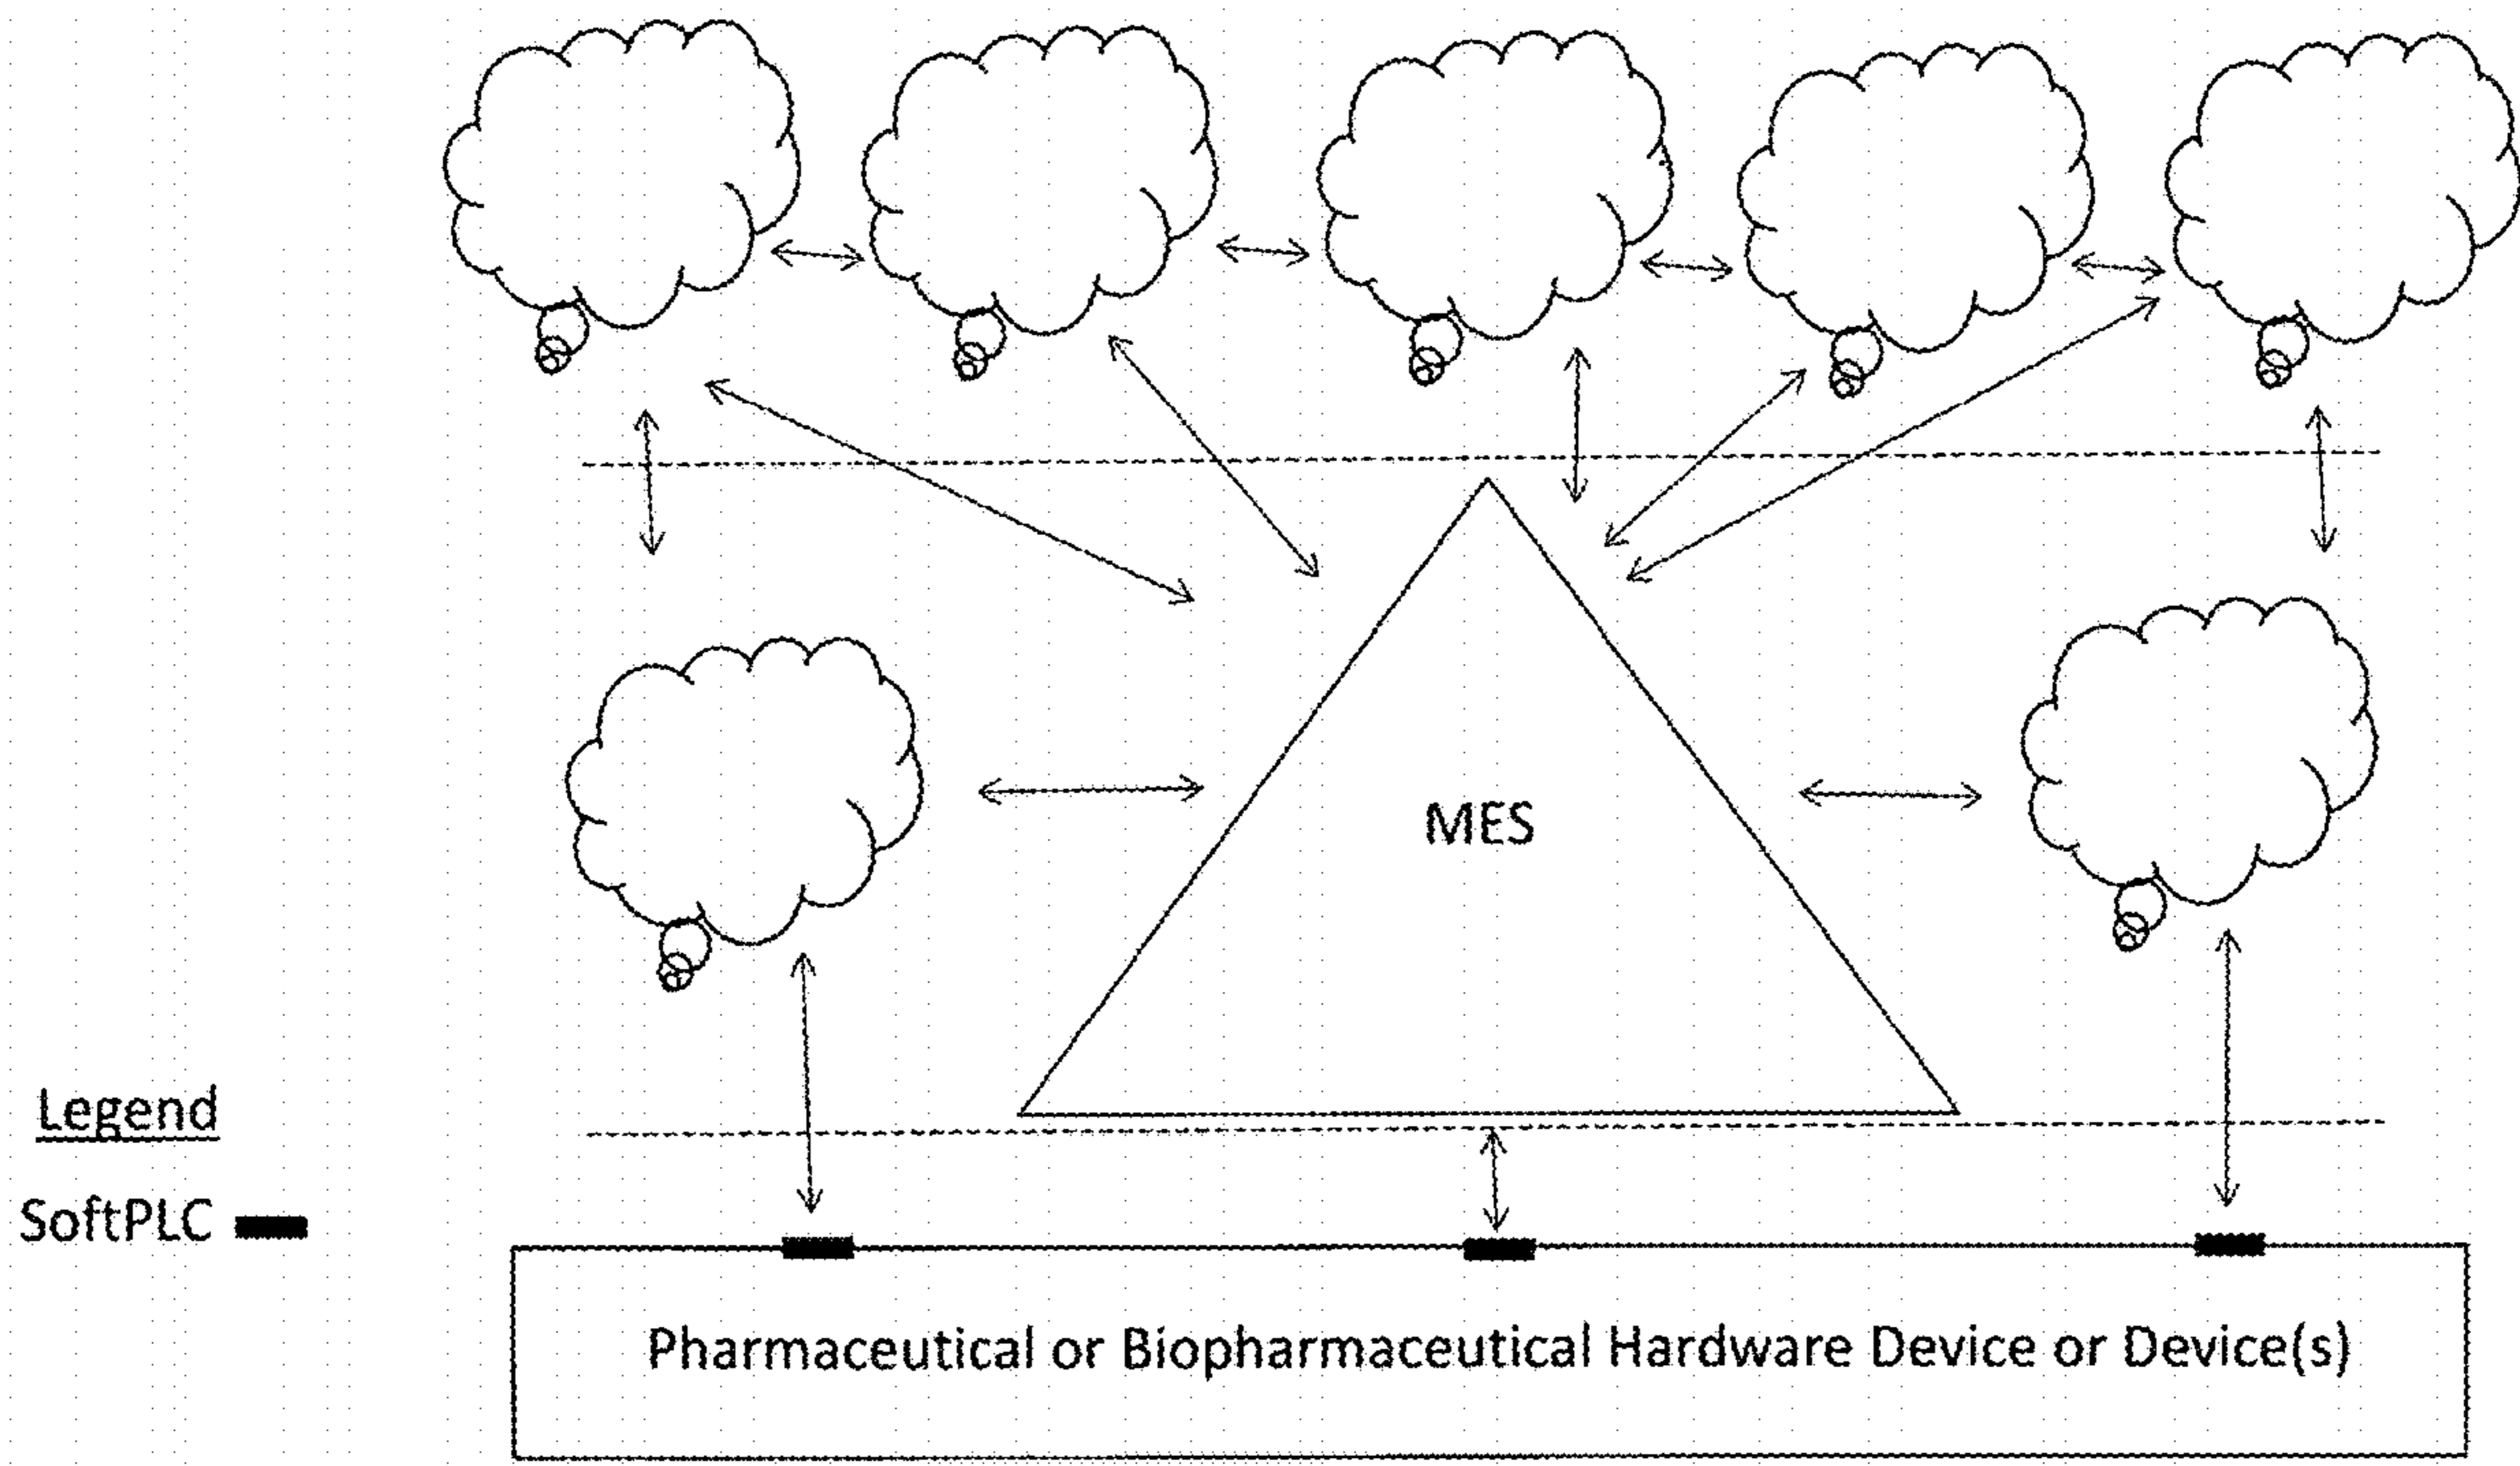 MES
Legend
SoftPLC
Pharmaceutical or Biopharmaceutical Hardware Device or Device(s)